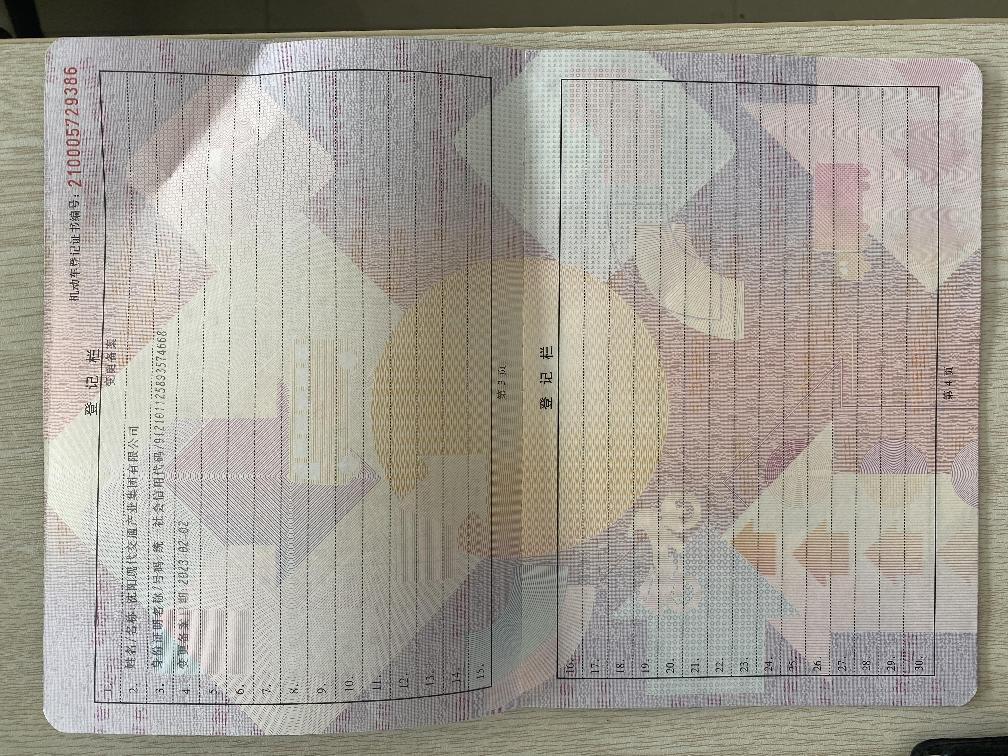 机动车登记证书编号：210005729386
登记栏
1. 变更备案
2. 姓名/名称:沈阳现代交通产业集团有限公司
3. 身份证明名称/号码:统一社会信用代码/912101125893574668
4. 变更备案日期:2023-02-02
5.
6.
7.
8.
9.
10.
11.
12.
13.
14.
15.
第 3 页
登记栏
16.
17.
18.
19.
20.
21.
22.
23.
24.
25.
26.
27.
28.
29.
30.
第 4 页